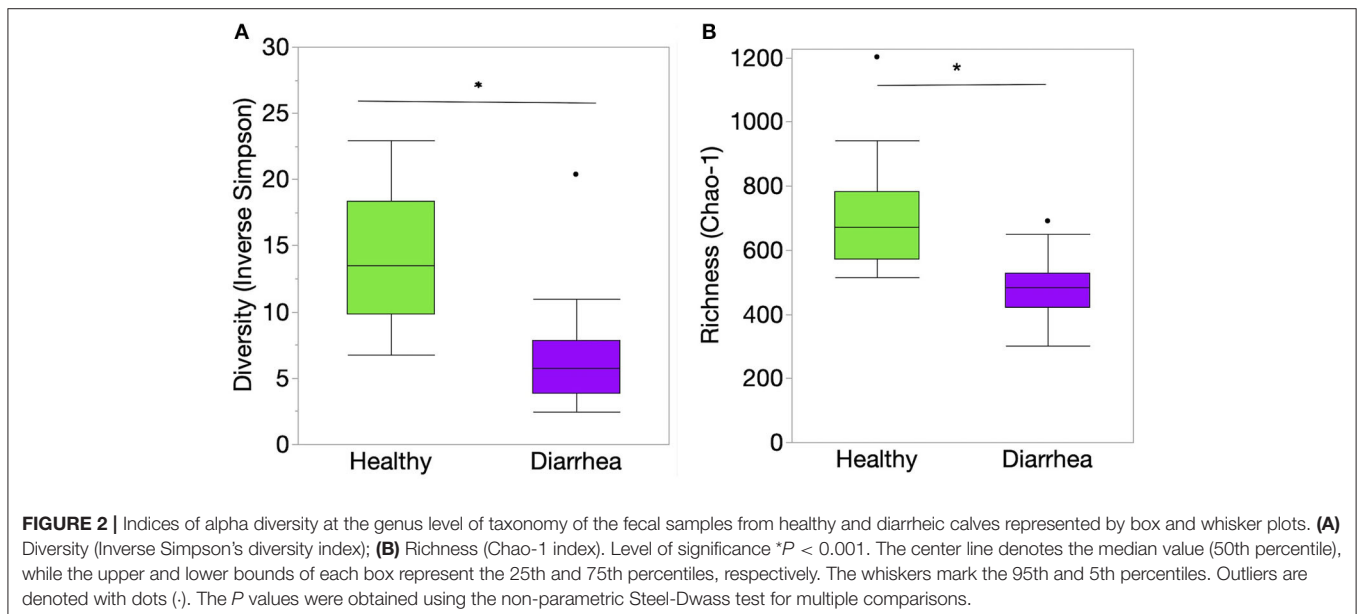 A
30
25
20
15
10
5
0
Diversity (Inverse Simpson)
*
Healthy Diarrhea
B
1200
1000
800
600
400
200
0
Richness (Chao-1)
*
Healthy Diarrhea
FIGURE 2 | Indices of alpha diversity at the genus level of taxonomy of the fecal samples from healthy and diarrheic calves represented by box and whisker plots. (A)
Diversity (Inverse Simpson's diversity index); (B) Richness (Chao-1 index). Level of significance *P < 0.001. The center line denotes the median value (50th percentile),
while the upper and lower bounds of each box represent the 25th and 75th percentiles, respectively. The whiskers mark the 95th and 5th percentiles. Outliers are
denoted with dots (·). The P values were obtained using the non-parametric Steel-Dwass test for multiple comparisons.